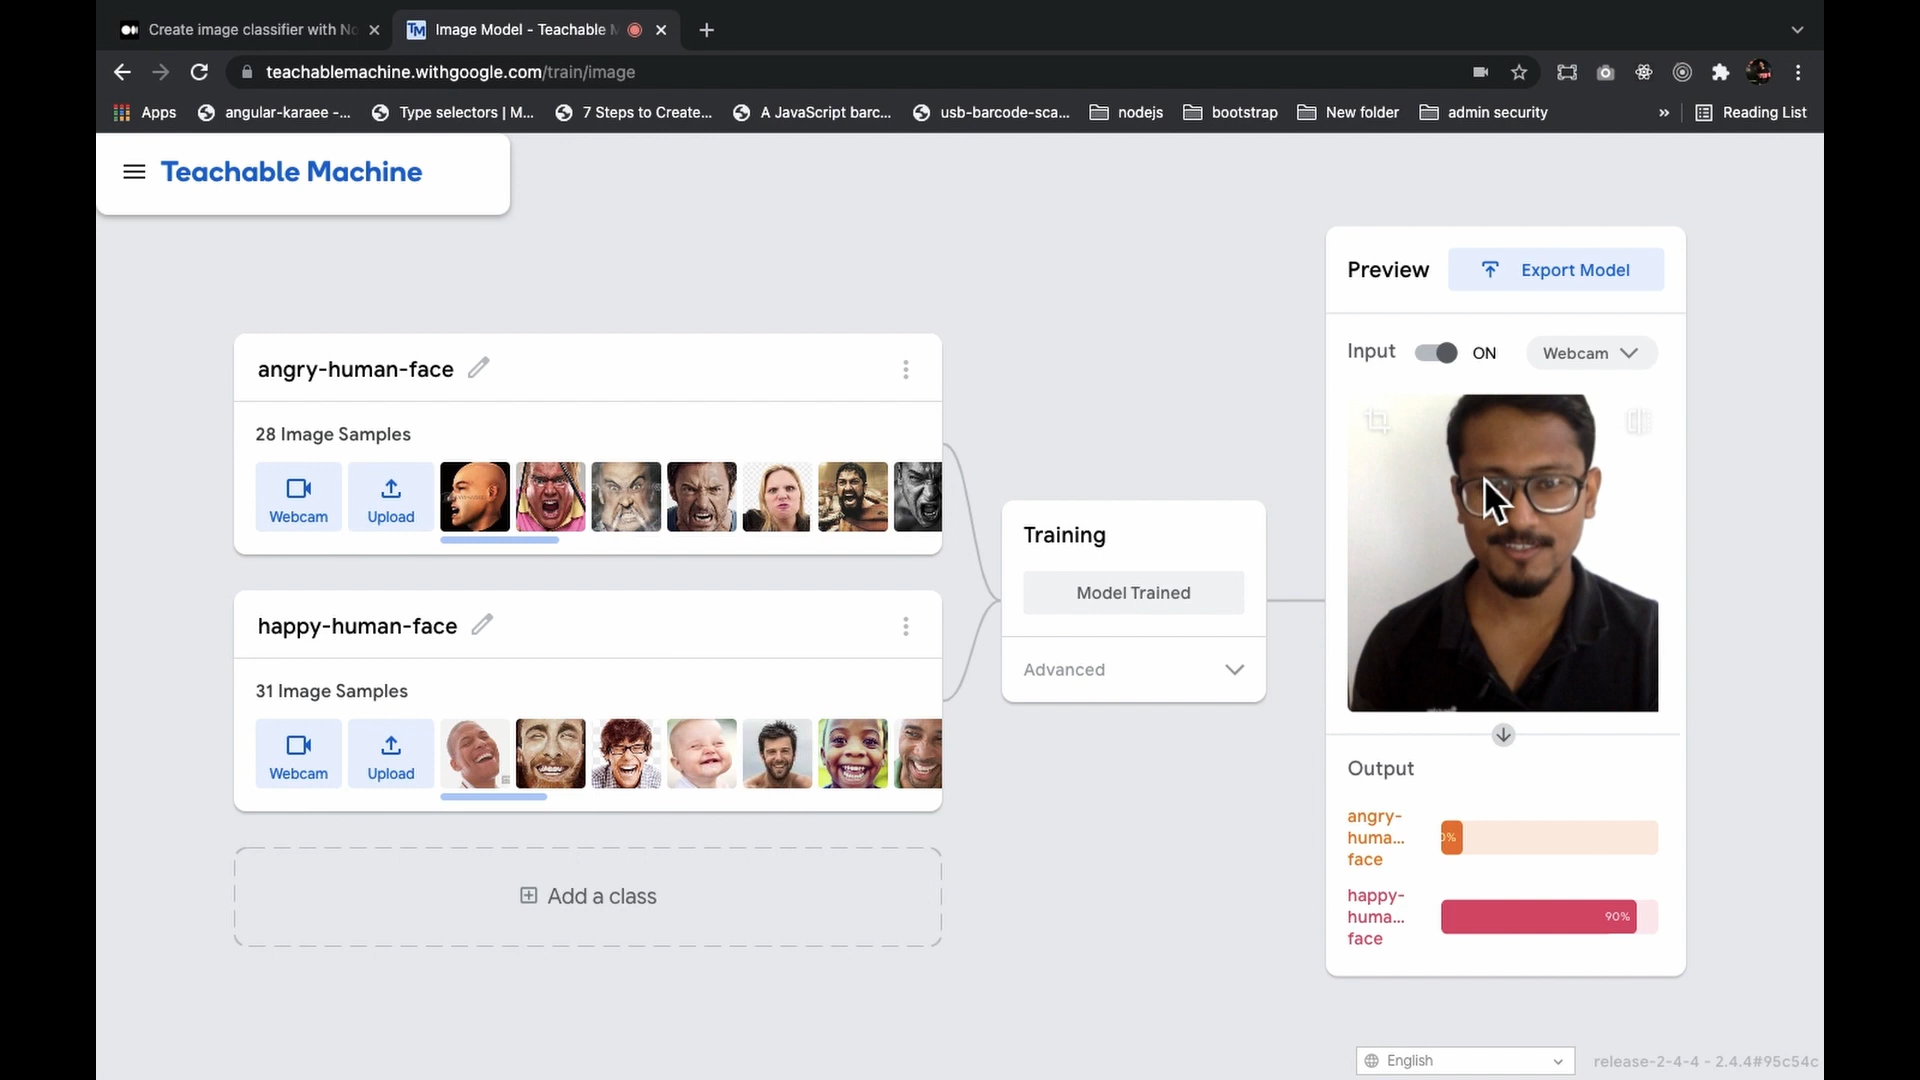 Create image classifier with No
Image Model - Teachable M
teachablemachine.withgoogle.com/train/image
Apps
angular-karaee -...
Type selectors | M...
7 Steps to Create...
A JavaScript barc...
usb-barcode-sca...
nodejs
bootstrap
New folder
admin security
»
Reading List
Teachable Machine
Preview
Export Model
Input
ON
Webcam
angry-human-face
28 Image Samples
Webcam
Upload
happy-human-face
31 Image Samples
Webcam
Upload
Add a class
Training
Model Trained
Advanced
Output
angry-
huma...
face
0%
happy-
huma...
face
90%
English
release-2-4-4 - 2.4.4#95c54c